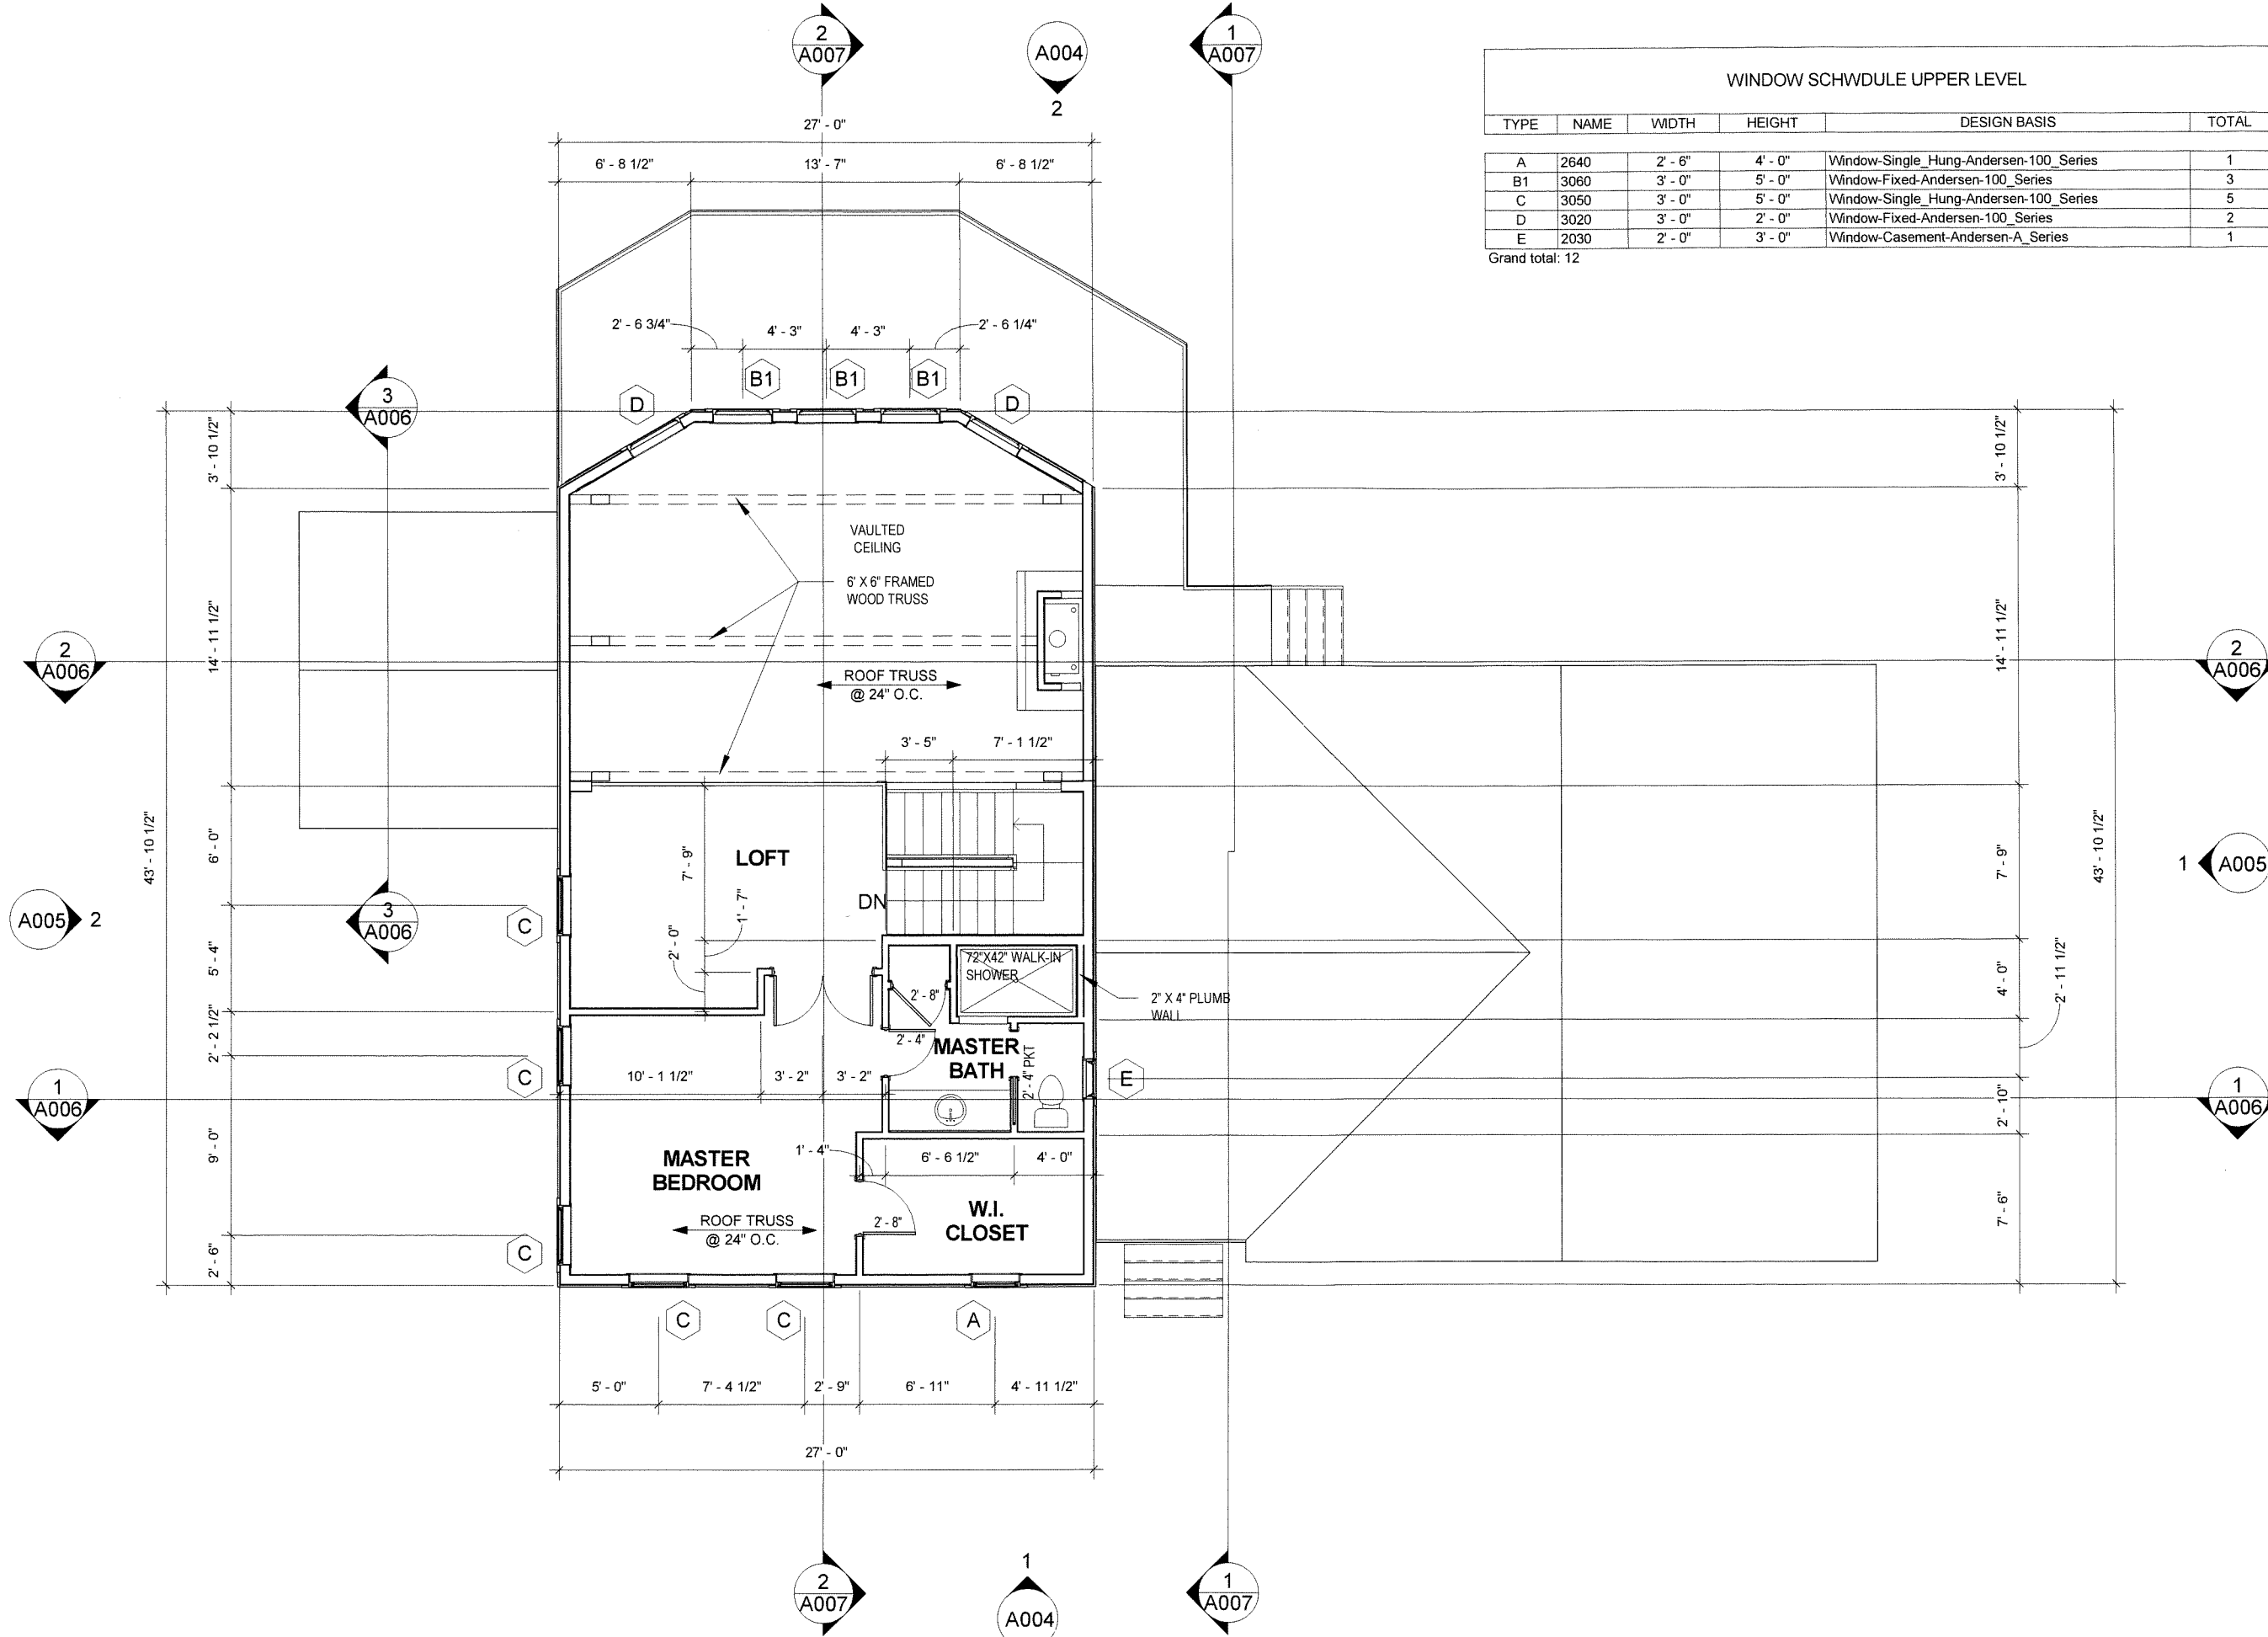 2
A007
A004
2
1
A007
WINDOW SCHWDULE UPPER LEVEL
TYPE NAME WIDTH HEIGHT DESIGN BASIS TOTAL
A 2640 2' - 6" 4' - 0" Window-Single_Hung-Andersen-100_Series 1
B1 3060 3' - 0" 5' - 0" Window-Fixed-Andersen-100_Series 3
C 3050 3' - 0" 5' - 0" Window-Single_Hung-Andersen-100_Series 5
D 3020 3' - 0" 2' - 0" Window-Fixed-Andersen-100_Series 2
E 2030 2' - 0" 3' - 0" Window-Casement-Andersen-A_Series 1
Grand total: 12
27' - 0"
6' - 8 1/2" 13' - 7" 6' - 8 1/2"
2' - 6 3/4" 4' - 3" 4' - 3" 2' - 6 1/4"
B1 B1 B1
D D
3
A006
3' - 10 1/2"
3' - 10 1/2"
VAULTED
CEILING
6' X 6" FRAMED
WOOD TRUSS
14' - 11 1/2"
14' - 11 1/2"
2
A006
2
A006
ROOF TRUSS
@ 24" O.C.
3' - 5" 7' - 1 1/2"
43' - 10 1/2"
6' - 0"
7' - 9"
LOFT
7' - 9"
43' - 10 1/2"
1 A005
A005 2
3
A006
C
DN
1' - 7"
2' - 0"
5' - 4"
72"X42" WALK-IN
SHOWER
2' - 8"
2" X 4" PLUMB
WALL
4' - 0"
2' - 11 1/2"
2' - 2 1/2"
2' - 4"
MASTER
BATH
2' - 4" PKT
C
10' - 1 1/2" 3' - 2" 3' - 2"
E
1
A006
1
A006
2' - 10"
9' - 0"
1' - 4"
6' - 6 1/2" 4' - 0"
MASTER
BEDROOM
W.I.
CLOSET
2' - 8"
ROOF TRUSS
@ 24" O.C.
7' - 6"
C
2' - 6"
C C A
5' - 0" 7' - 4 1/2" 2' - 9" 6' - 11" 4' - 11 1/2"
27' - 0"
2
A007
1
A004
1
A007